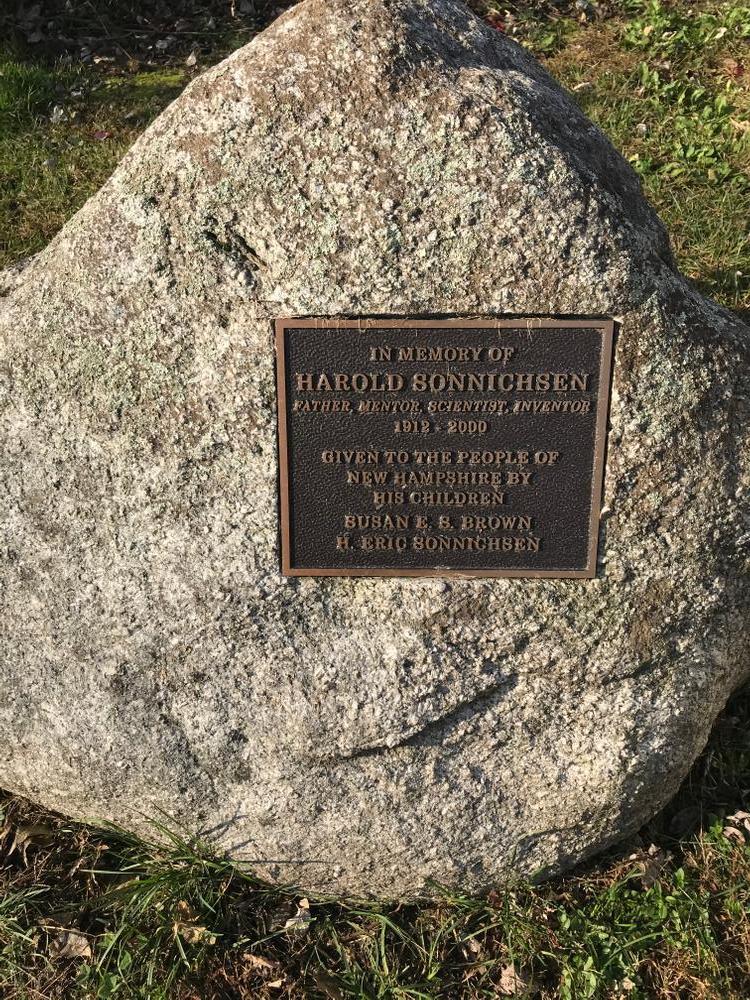 IN MEMORY OF
HAROLD SONNICHSEN
FATHER, MENTOR, SCIENTIST, INVENTOR
1912 - 2000
GIVEN TO THE PEOPLE OF
NEW HAMPSHIRE BY
HIS CHILDREN
SUSAN E. S. BROWN
H. ERIC SONNICHSEN